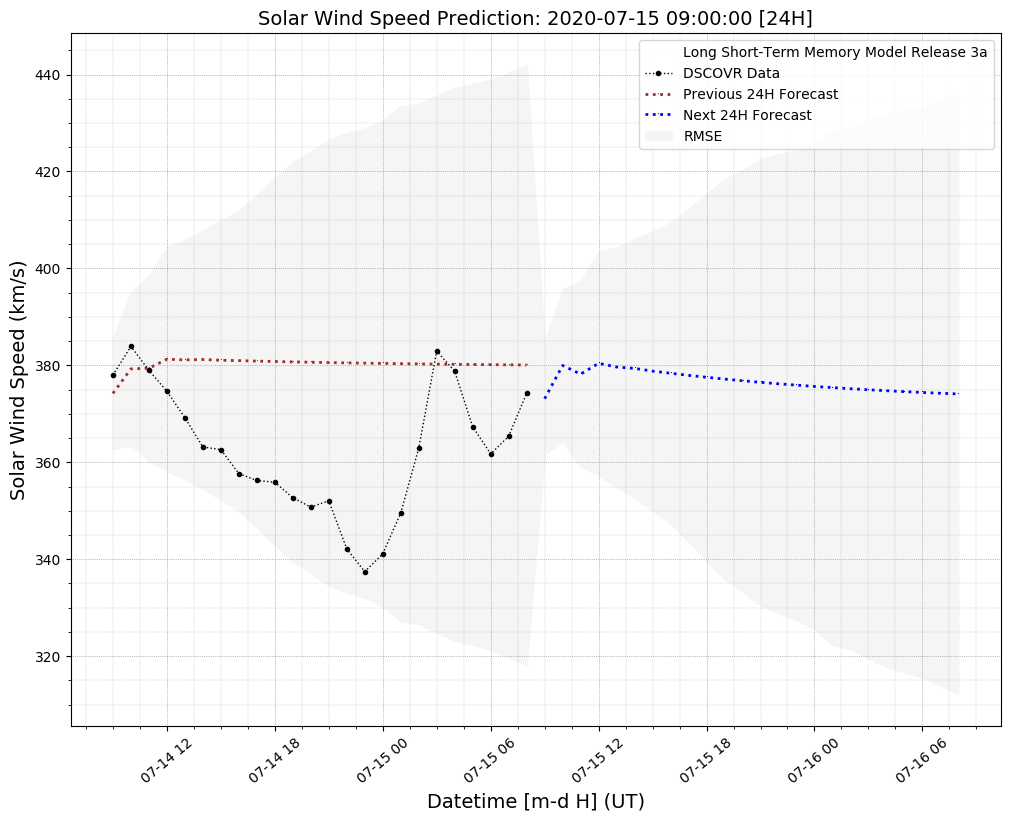 Solar Wind Speed Prediction: 2020-07-15 09:00:00 [24H]
Long Short-Term Memory Model Release 3a
DSCOVR Data
Previous 24H Forecast
Next 24H Forecast
RMSE
Solar Wind Speed (km/s)
440
420
400
380
360
340
320
07-14 12
07-14 18
07-15 00
07-15 06
07-15 12
07-15 18
07-16 00
07-16 06
Datetime [m-d H] (UT)